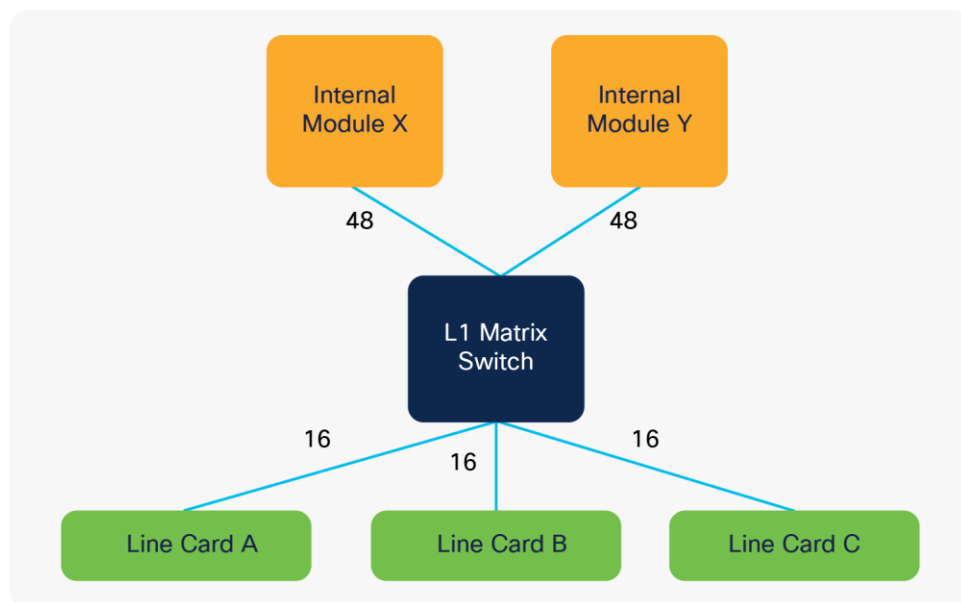 Internal
Module X
Internal
Module Y
48
48
L1 Matrix
Switch
16
16
16
Line Card A
Line Card B
Line Card C